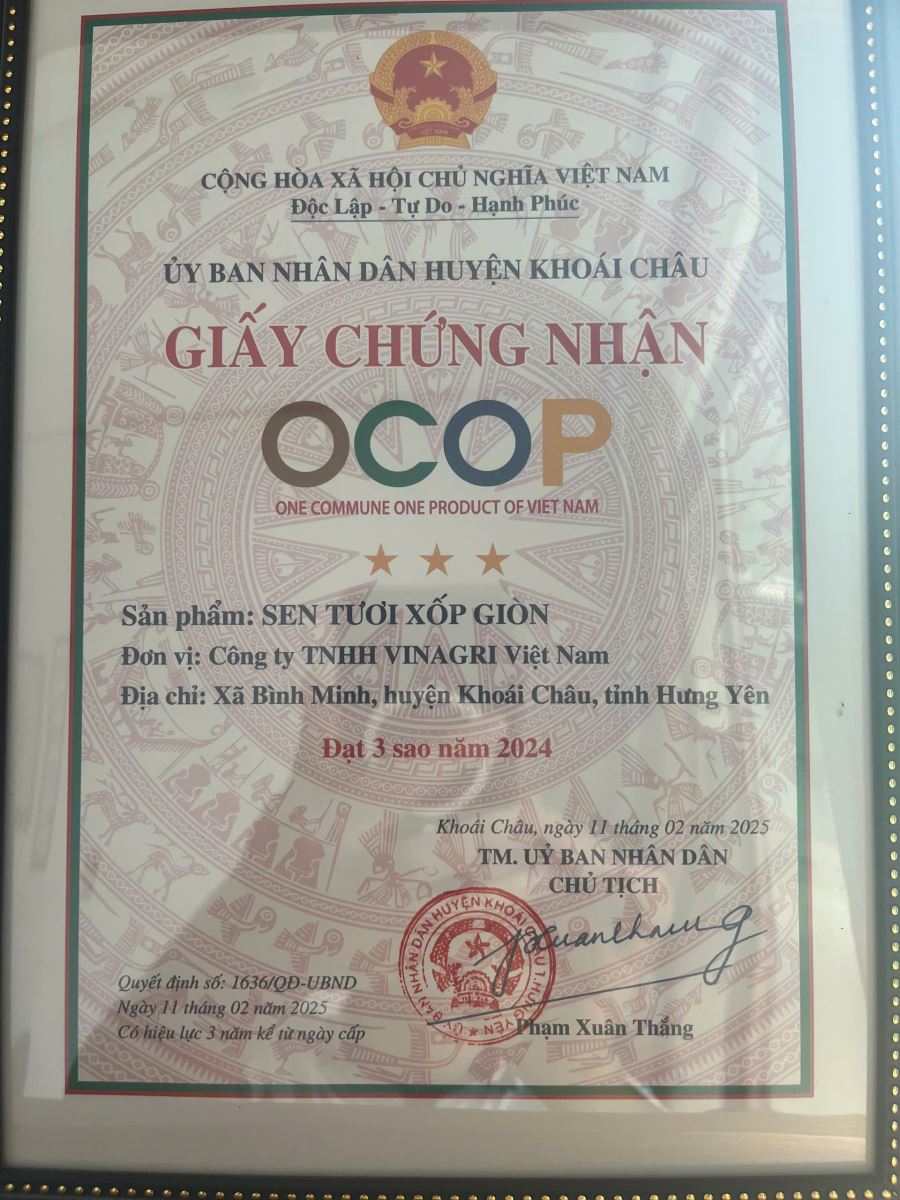 VIỆT NAM
CỘNG HÒA XÃ HỘI CHỦ NGHĨA VIỆT NAM
Độc Lập - Tự Do - Hạnh Phúc
ỦY BAN NHÂN DÂN HUYỆN KHOÁI CHÂU
GIẤY CHỨNG NHẬN
OCOP
ONE COMMUNE ONE PRODUCT OF VIET NAM
Sản phẩm: SEN TƯƠI XỐP GIÒN
Đơn vị: Công ty TNHH VINAGRI Việt Nam
Địa chỉ: Xã Bình Minh, huyện Khoái Châu, tỉnh Hưng Yên
Đạt 3 sao năm 2024
Khoái Châu, ngày 11 tháng 02 năm 2025
TM. UỶ BAN NHÂN DÂN
CHỦ TỊCH
Quyết định số: 1636/QĐ-UBND
Ngày 11 tháng 02 năm 2025
Có hiệu lực 3 năm kể từ ngày cấp
Phạm Xuân Thắng